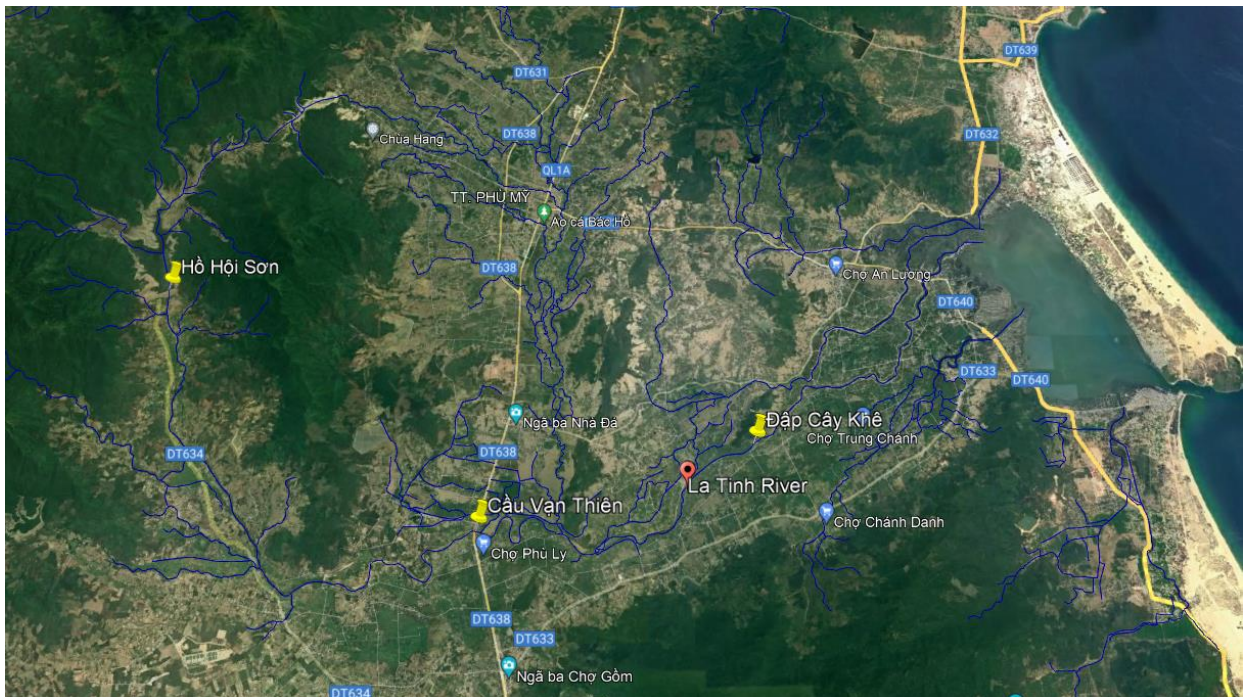 DT639
DT631
DT632
DT638
Chùa Hang
QL1A
TT. PHÙ MỸ
Ao cá Bác Hồ
Hồ Hội Sơn
DT638
Chợ An Lương
DT640
DT633
DT640
Ngã ba Nhà Đá
Đập Cây Khê
Chợ Trung Chánh
DT634
DT638
La Tinh River
Cầu Vạn Thiên
Chợ Chánh Danh
Chợ Phù Ly
DT638
DT633
Ngã ba Chợ Gồm
DT634